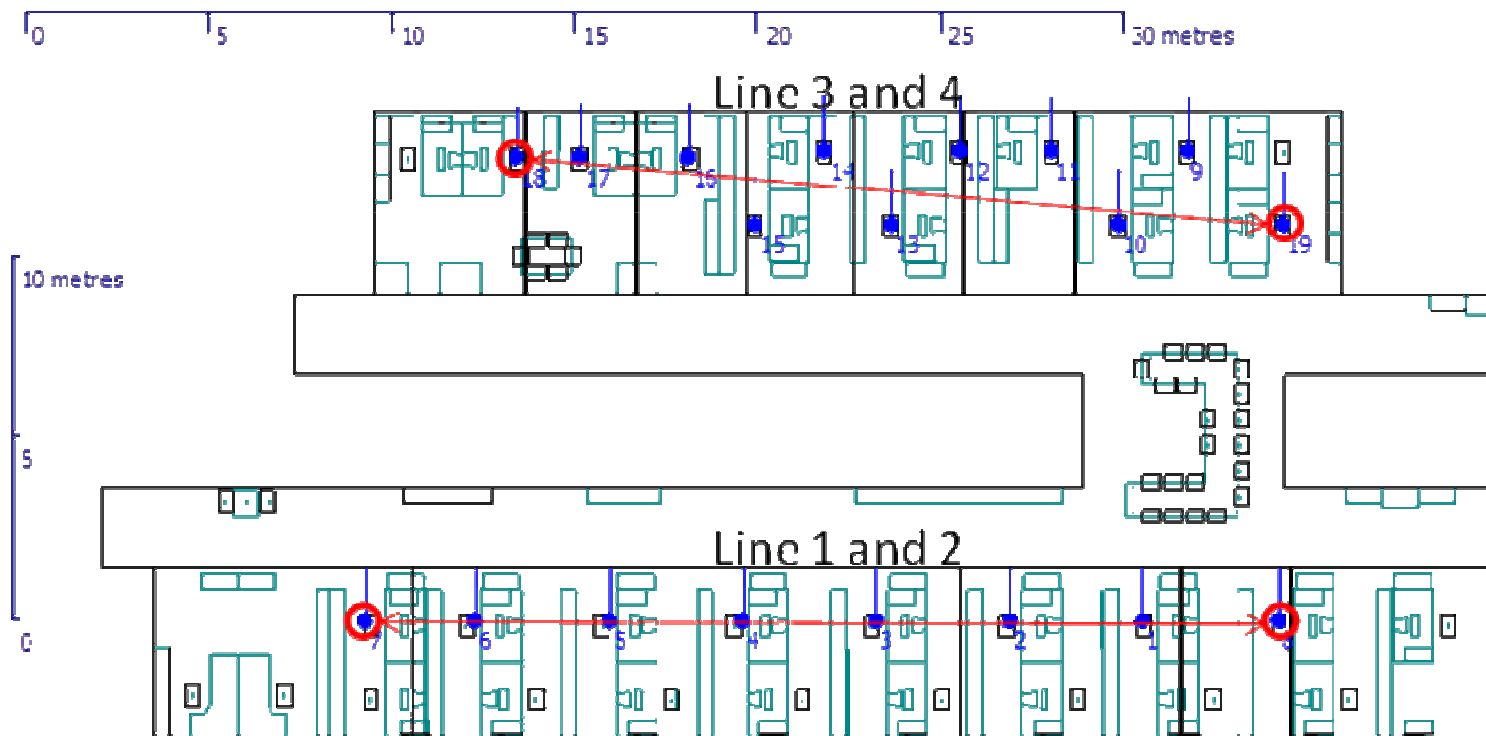 0 5 10 15 20 25 30 metres
Line 3 and 4
18 17 16 14 12 11 9
15 13 10 19
10 metres
5
Line 1 and 2
0
7 6 5 4 3 2 1